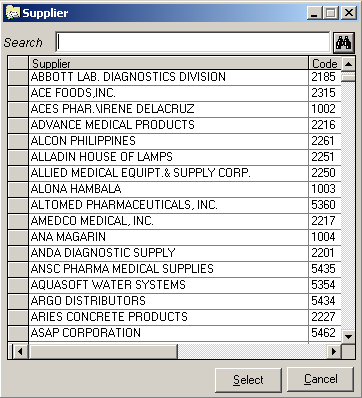 Supplier
Search
Supplier Code
ABBOTT LAB. DIAGNOSTICS DIVISION 2185
ACE FOODS,INC. 2315
ACES PHAR.\IRENE DELACRUZ 1002
ADVANCE MEDICAL PRODUCTS 2216
ALCON PHILIPPINES 2261
ALLADIN HOUSE OF LAMPS 2251
ALLIED MEDICAL EQUIPT.& SUPPLY CORP. 2250
ALONA HAMBALA 1003
ALTOMED PHARMACEUTICALS, INC. 5360
AMEDCO MEDICAL, INC. 2217
ANA MAGARIN 1004
ANDA DIAGNOSTIC SUPPLY 2201
ANSC PHARMA MEDICAL SUPPLIES 5435
AQUASOFT WATER SYSTEMS 5354
ARGO DISTRIBUTORS 5434
ARIES CONCRETE PRODUCTS 2227
ASAP CORPORATION 5462
Select Cancel